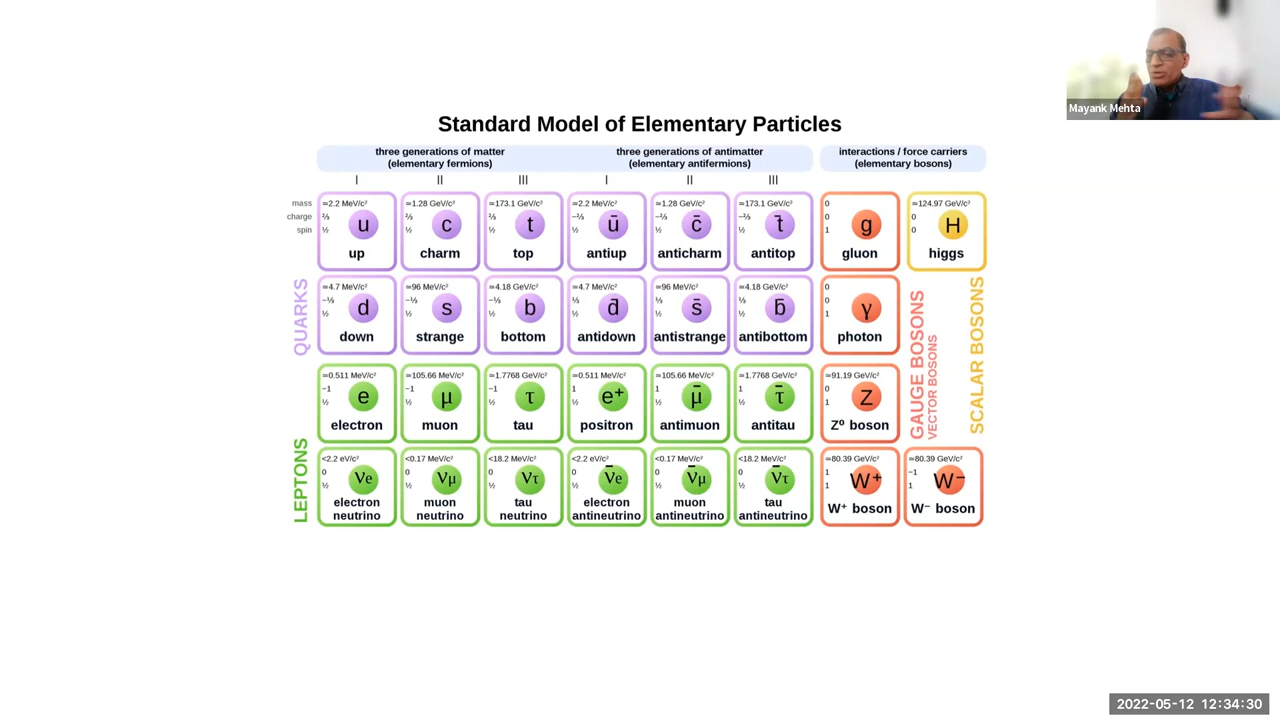 Mayank Mehta
Standard Model of Elementary Particles
three generations of matter
(elementary fermions)
three generations of antimatter
(elementary antifermions)
interactions / force carriers
(elementary bosons)
I II III I II III
mass
charge
spin
≃2.2 MeV/c²
⅔
½
u
up
≃1.28 GeV/c²
⅔
½
c
charm
≃173.1 GeV/c²
⅔
½
t
top
≃2.2 MeV/c²
−⅔
½
ū
antiup
≃1.28 GeV/c²
−⅔
½
c̄
anticharm
≃173.1 GeV/c²
−⅔
½
t̄
antitop
0
0
1
g
gluon
≃124.97 GeV/c²
0
0
H
higgs
QUARKS
≃4.7 MeV/c²
−⅓
½
d
down
≃96 MeV/c²
−⅓
½
s
strange
≃4.18 GeV/c²
−⅓
½
b
bottom
≃4.7 MeV/c²
⅓
½
d̄
antidown
≃96 MeV/c²
⅓
½
s̄
antistrange
≃4.18 GeV/c²
⅓
½
b̄
antibottom
0
0
1
γ
photon
GAUGE BOSONS
VECTOR BOSONS
SCALAR BOSONS
LEPTONS
≃0.511 MeV/c²
−1
½
e
electron
≃105.66 MeV/c²
−1
½
μ
muon
≃1.7768 GeV/c²
−1
½
τ
tau
≃0.511 MeV/c²
1
½
e⁺
positron
≃105.66 MeV/c²
1
½
μ̄
antimuon
≃1.7768 GeV/c²
1
½
τ̄
antitau
≃91.19 GeV/c²
0
1
Z
Z⁰ boson
<2.2 eV/c²
0
½
νe
electron
neutrino
<0.17 MeV/c²
0
½
νμ
muon
neutrino
<18.2 MeV/c²
0
½
ντ
tau
neutrino
<2.2 eV/c²
0
½
ν̄e
electron
antineutrino
<0.17 MeV/c²
0
½
ν̄μ
muon
antineutrino
<18.2 MeV/c²
0
½
ν̄τ
tau
antineutrino
≃80.39 GeV/c²
1
1
W⁺
W⁺ boson
≃80.39 GeV/c²
−1
1
W⁻
W⁻ boson
2022-05-12 12:34:30